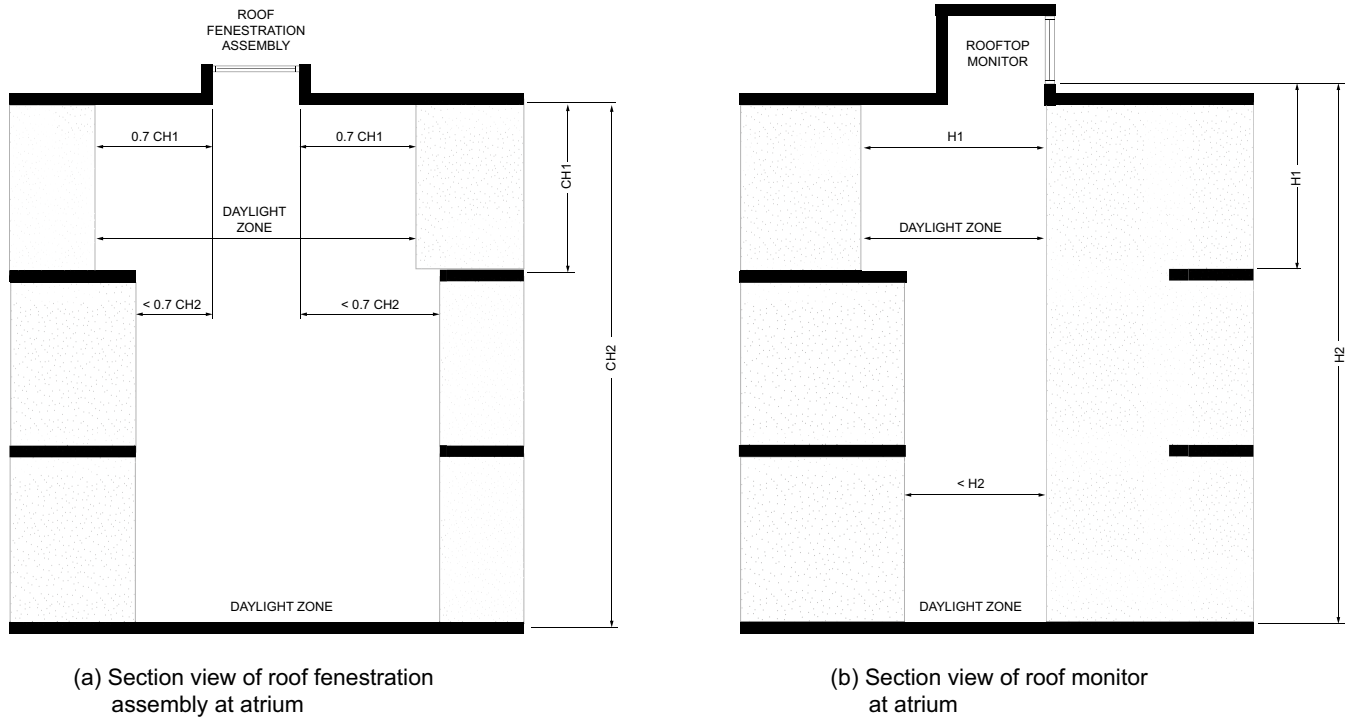 ROOF
FENESTRATION
ASSEMBLY
0.7 CH1
0.7 CH1
CH1
DAYLIGHT
ZONE
< 0.7 CH2
< 0.7 CH2
CH2
DAYLIGHT ZONE
(a) Section view of roof fenestration
assembly at atrium
ROOFTOP
MONITOR
H1
H1
DAYLIGHT ZONE
H2
< H2
DAYLIGHT ZONE
(b) Section view of roof monitor
at atrium